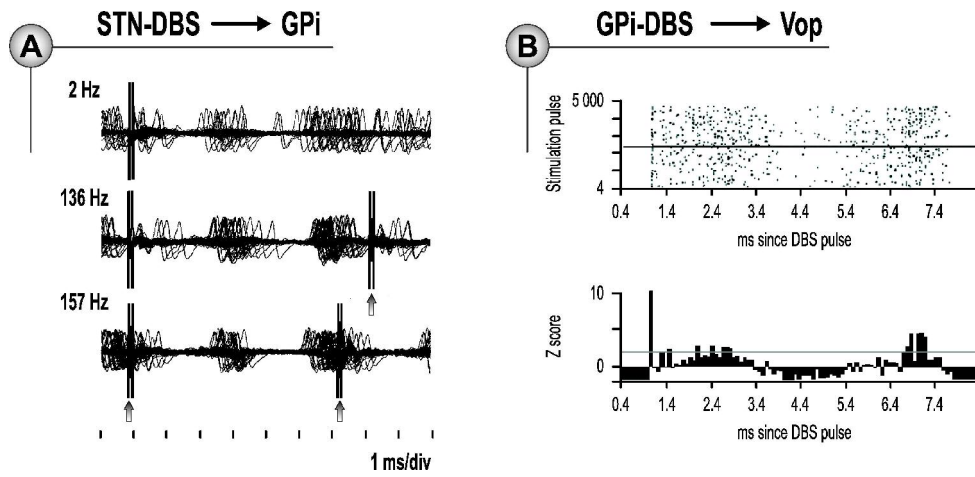 A
STN-DBS → GPi
2 Hz
136 Hz
157 Hz
1 ms/div
B
GPi-DBS → Vop
Stimulation pulse
5 000
4
0.4 1.4 2.4 3.4 4.4 5.4 6.4 7.4
ms since DBS pulse
Z score
10
0
0.4 1.4 2.4 3.4 4.4 5.4 6.4 7.4
ms since DBS pulse